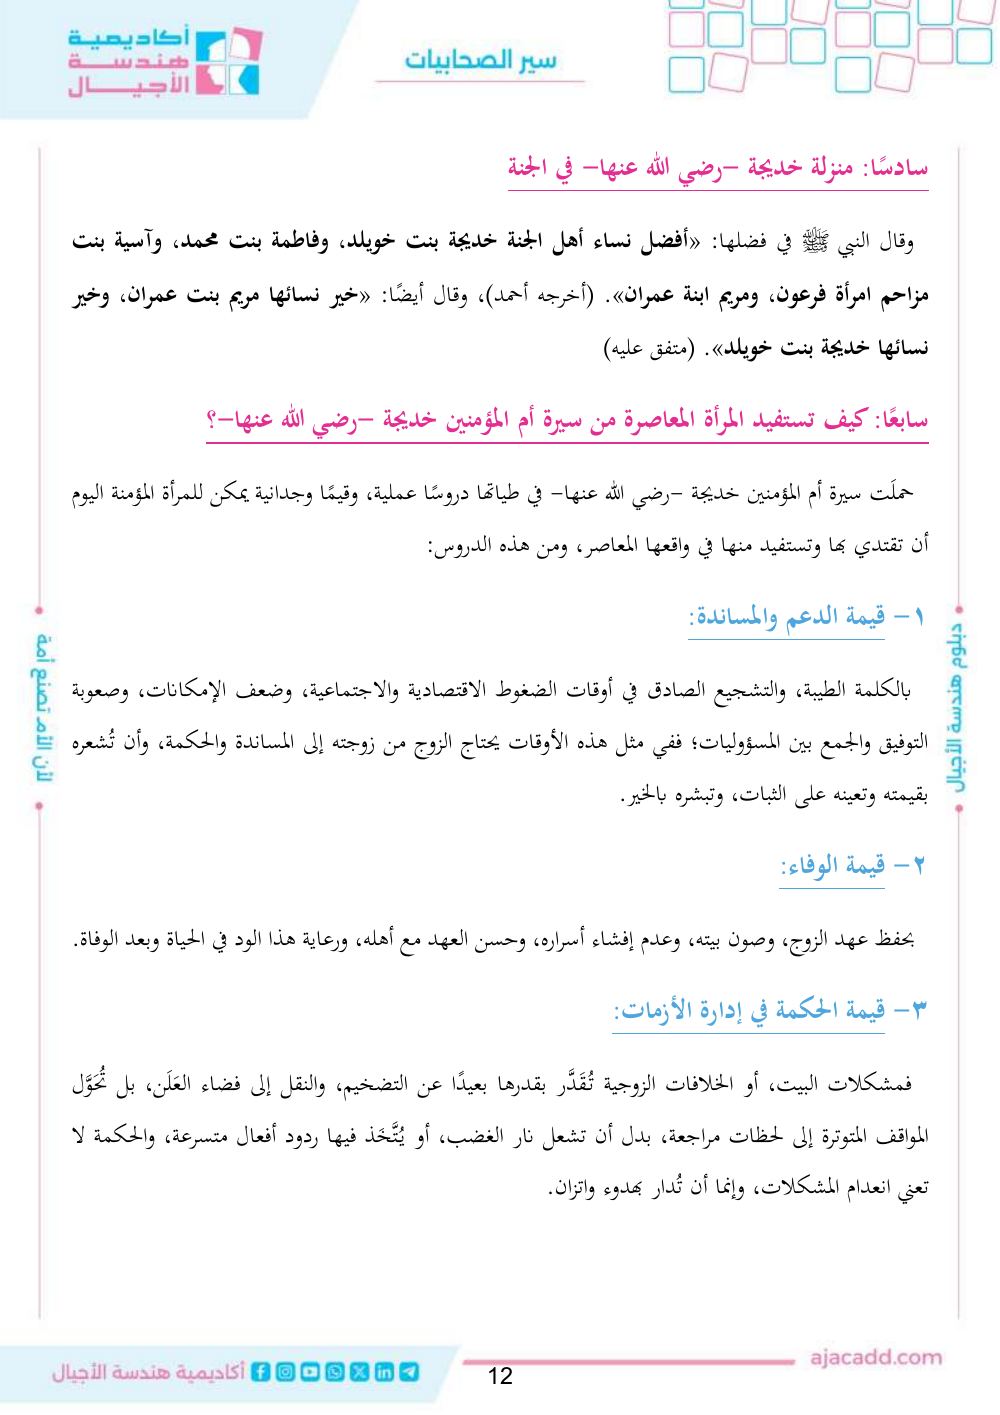 أكاديمية
هندسة
الأجيال
سير الصحابيات
سادسًا: منزلة خديجة –رضي الله عنها– في الجنة
وقال النبي ﷺ في فضلها: «أفضل نساء أهل الجنة خديجة بنت خويلد، وفاطمة بنت محمد، وآسية بنت
مزاحم امرأة فرعون، ومريم ابنة عمران». (أخرجه أحمد)، وقال أيضًا: «خير نسائها مريم بنت عمران، وخير
نسائها خديجة بنت خويلد». (متفق عليه)
سابعًا: كيف تستفيد المرأة المعاصرة من سيرة أم المؤمنين خديجة –رضي الله عنها–؟
حملَت سيرة أم المؤمنين خديجة –رضي الله عنها– في طياتها دروسًا عملية، وقيمًا وجدانية يمكن للمرأة المؤمنة اليوم
أن تقتدي بها وتستفيد منها في واقعها المعاصر، ومن هذه الدروس:
١– قيمة الدعم والمساندة:
بالكلمة الطيبة، والتشجيع الصادق في أوقات الضغوط الاقتصادية والاجتماعية، وضعف الإمكانات، وصعوبة
التوفيق والجمع بين المسؤوليات؛ ففي مثل هذه الأوقات يحتاج الزوج من زوجته إلى المساندة والحكمة، وأن تُشعره
بقيمته وتعينه على الثبات، وتبشره بالخير.
٢– قيمة الوفاء:
بحفظ عهد الزوج، وصون بيته، وعدم إفشاء أسراره، وحسن العهد مع أهله، ورعاية هذا الود في الحياة وبعد الوفاة.
٣– قيمة الحكمة في إدارة الأزمات:
فمشكلات البيت، أو الخلافات الزوجية تُقَدَّر بقدرها بعيدًا عن التضخيم، والنقل إلى فضاء العَلَن، بل تُحَوَّل
المواقف المتوترة إلى لحظات مراجعة، بدل أن تشعل نار الغضب، أو يُتَّخَذ فيها ردود أفعال متسرعة، والحكمة لا
تعني انعدام المشكلات، وإنما أن تُدار بهدوء واتزان.
دبلوم هندسة الأجيال
لأن الأم تصنع أمة
ajacadd.com
12
أكاديمية هندسة الأجيال